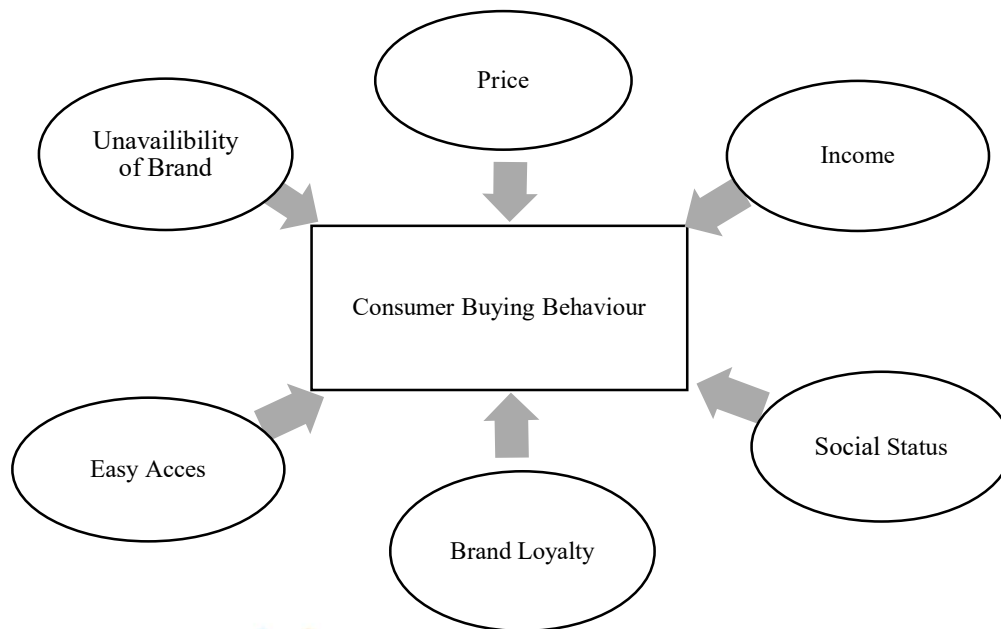 Price
Unavailibility
of Brand
Income
Consumer Buying Behaviour
Easy Acces
Social Status
Brand Loyalty